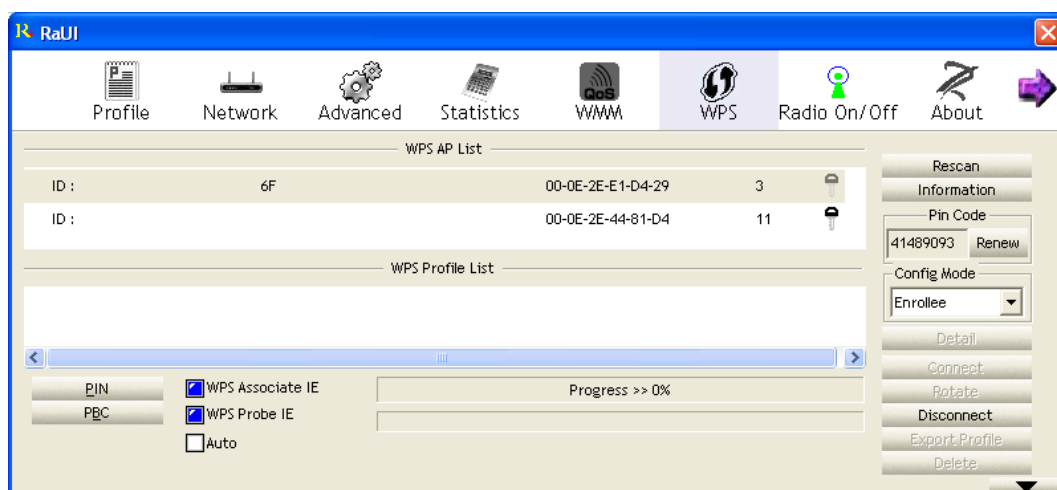 RaUI
Profile Network Advanced Statistics QoS WMM WPS Radio On/Off About
WPS AP List
ID : 6F 00-0E-2E-E1-D4-29 3
ID : 00-0E-2E-44-81-D4 11
WPS Profile List
PIN
PBC
WPS Associate IE
WPS Probe IE
Auto
Progress >> 0%
Rescan
Information
Pin Code
41489093 Renew
Config Mode
Enrollee
Detail
Connect
Rotate
Disconnect
Export Profile
Delete